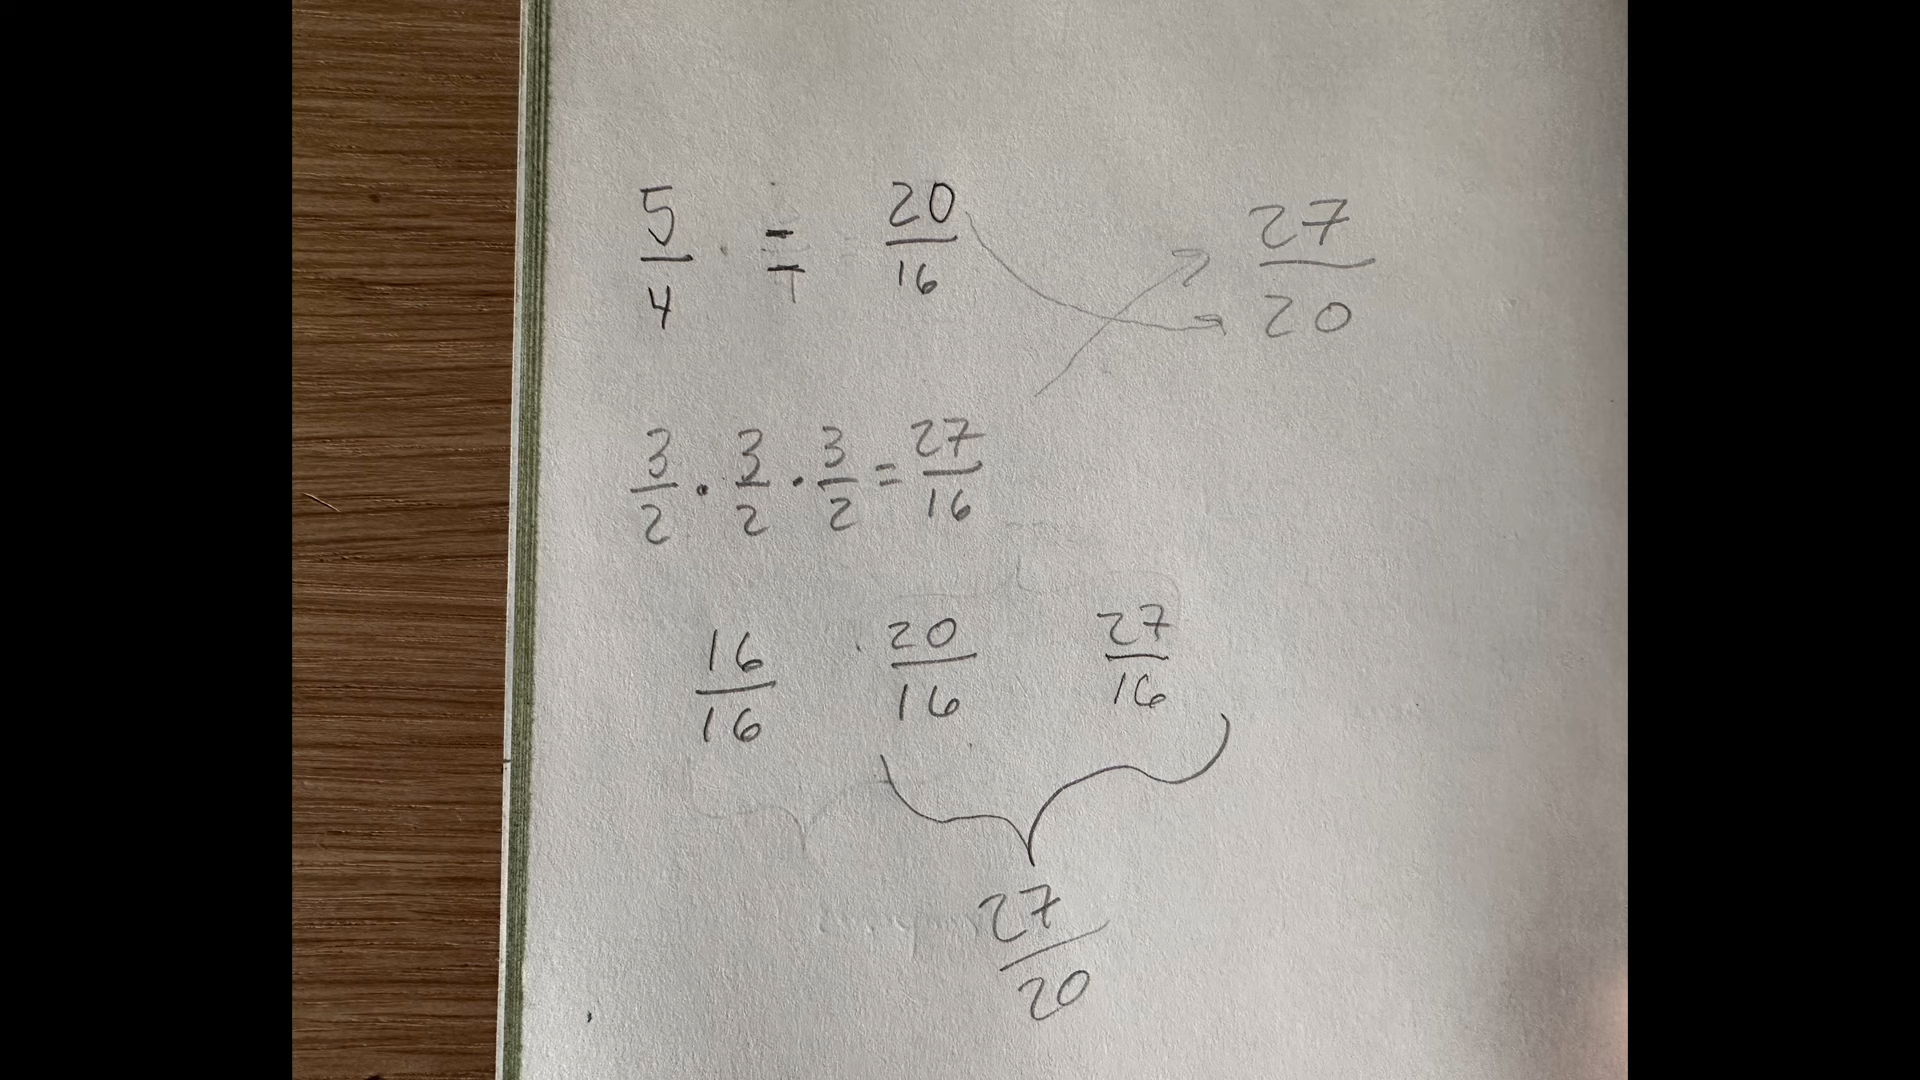 5/4 = 20/16
27/20
3/2 · 3/2 · 3/2 = 27/16
16/16 20/16 27/16
27/20